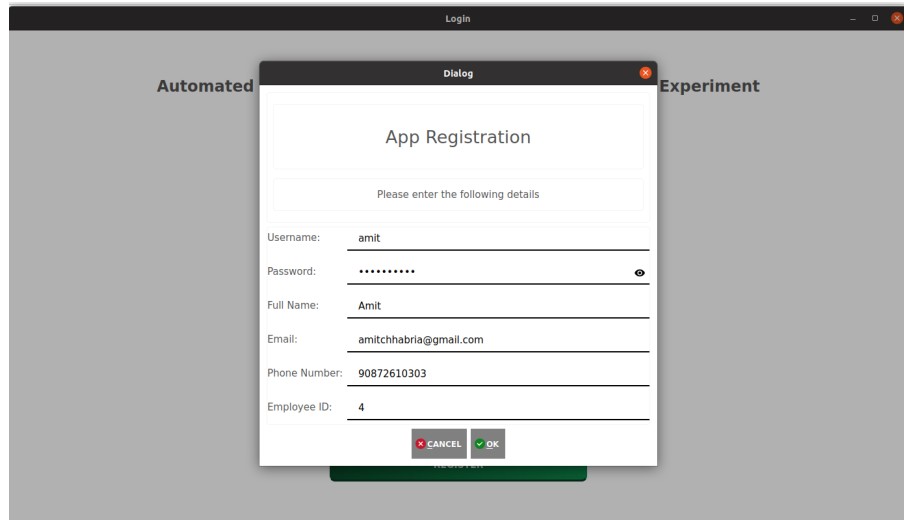 Login
Automated Experiment
Dialog
App Registration
Please enter the following details
Username: amit
Password: ••••••••••
Full Name: Amit
Email: amitchhabria@gmail.com
Phone Number: 90872610303
Employee ID: 4
CANCEL OK
REGISTER